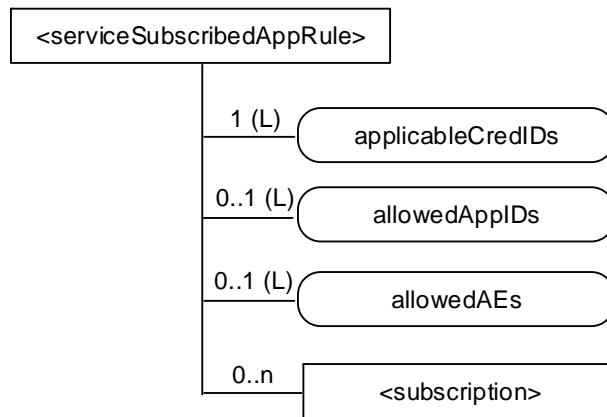 <serviceSubscribedAppRule>
1 (L)
applicableCredIDs
0..1 (L)
allowedAppIDs
0..1 (L)
allowedAEs
0..n
<subscription>